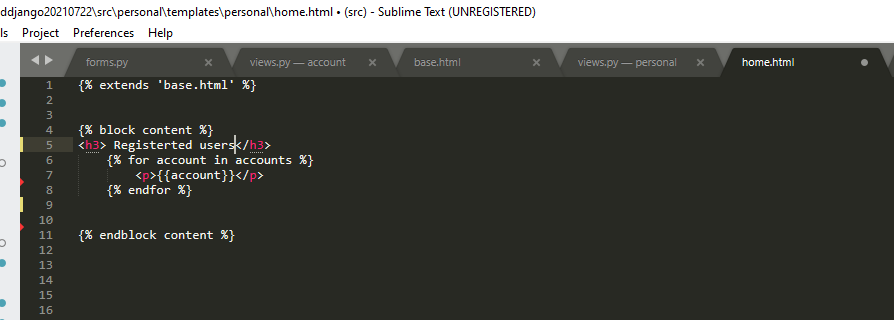 ddjango20210722\src\personal\templates\personal\home.html • (src) - Sublime Text (UNREGISTERED)
ls Project Preferences Help
forms.py × views.py — account × base.html × views.py — personal × home.html
1 {% extends 'base.html' %}
2
3
4 {% block content %}
5 <h3> Registerted users</h3>
6 {% for account in accounts %}
7 <p>{{account}}</p>
8 {% endfor %}
9
10
11 {% endblock content %}
12
13
14
15
16